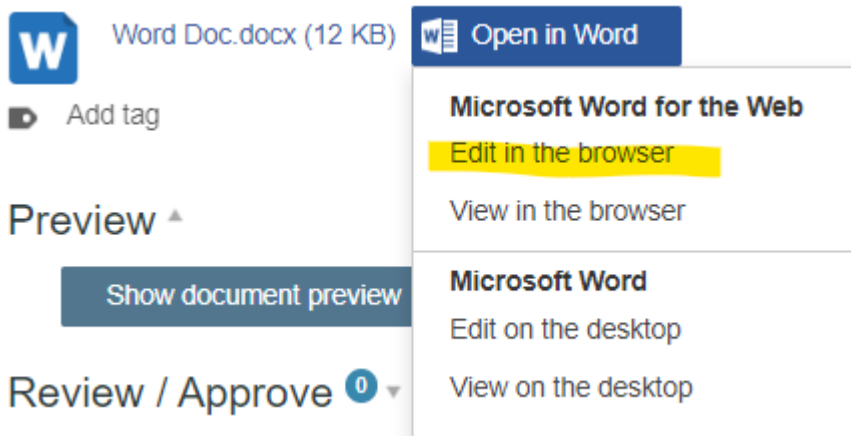 Word Doc.docx (12 KB)
Open in Word
Add tag
Microsoft Word for the Web
Edit in the browser
View in the browser
Preview
Show document preview
Microsoft Word
Edit on the desktop
View on the desktop
Review / Approve 0